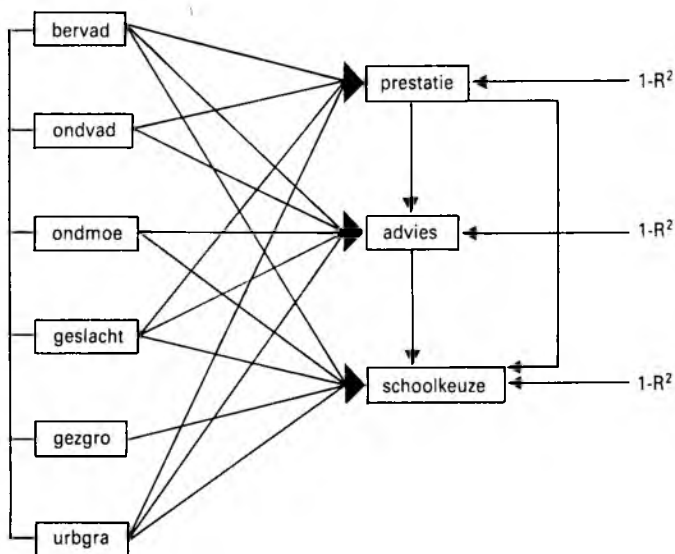 bervad
prestatie
1-R²
ondvad
ondmoe
advies
1-R²
geslacht
schoolkeuze
1-R²
gezgro
urbgra